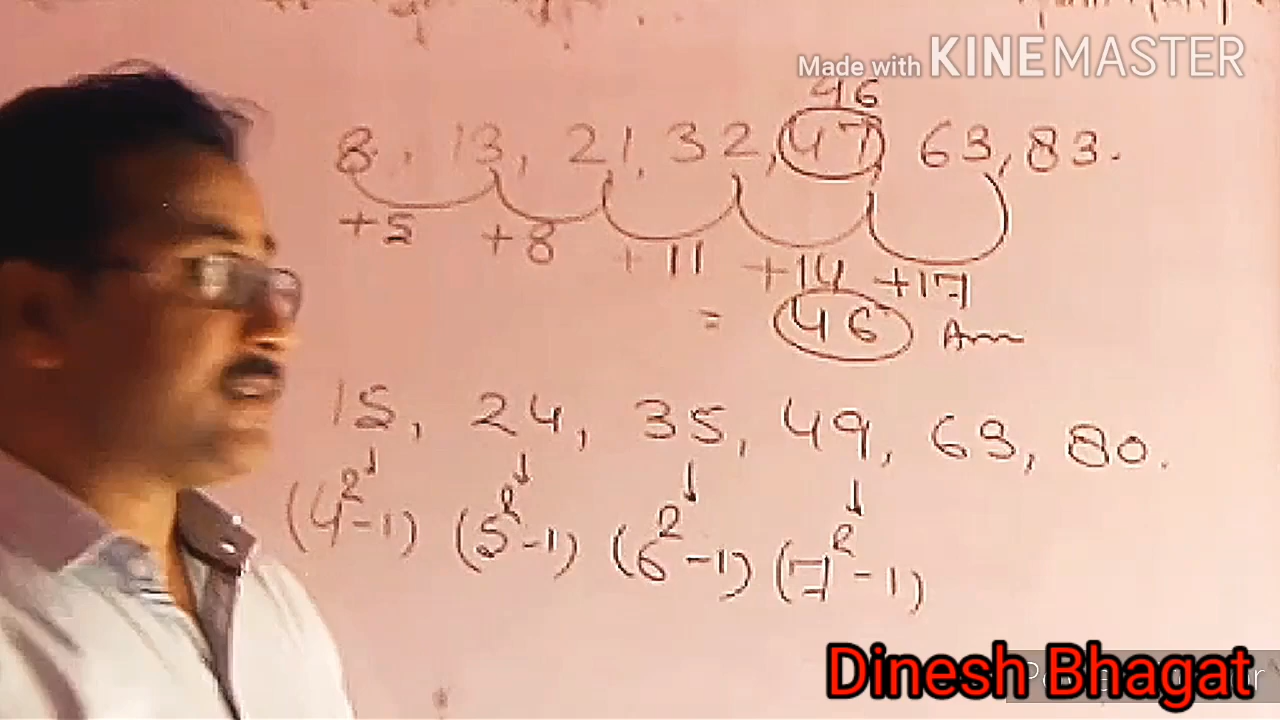 Made with KINEMASTER
46
8, 13, 21, 32, 47, 63, 83.
+5 +8 +11 +14 +17
= 46 Ans
15, 24, 35, 49, 63, 80.
(4²-1) (5²-1) (6²-1) (7²-1)
Dinesh Bhagat